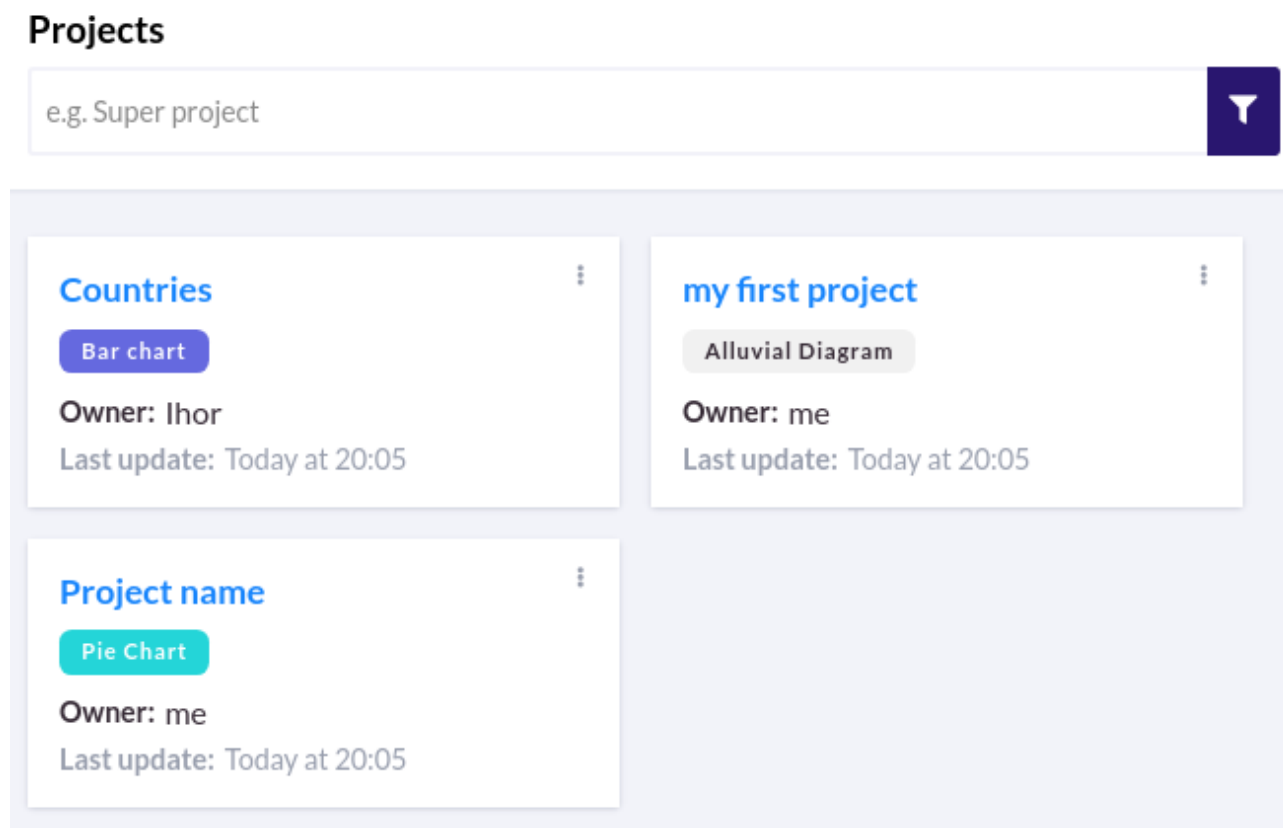 Projects
e.g. Super project
Countries
Bar chart
Owner: Ihor
Last update: Today at 20:05
my first project
Alluvial Diagram
Owner: me
Last update: Today at 20:05
Project name
Pie Chart
Owner: me
Last update: Today at 20:05